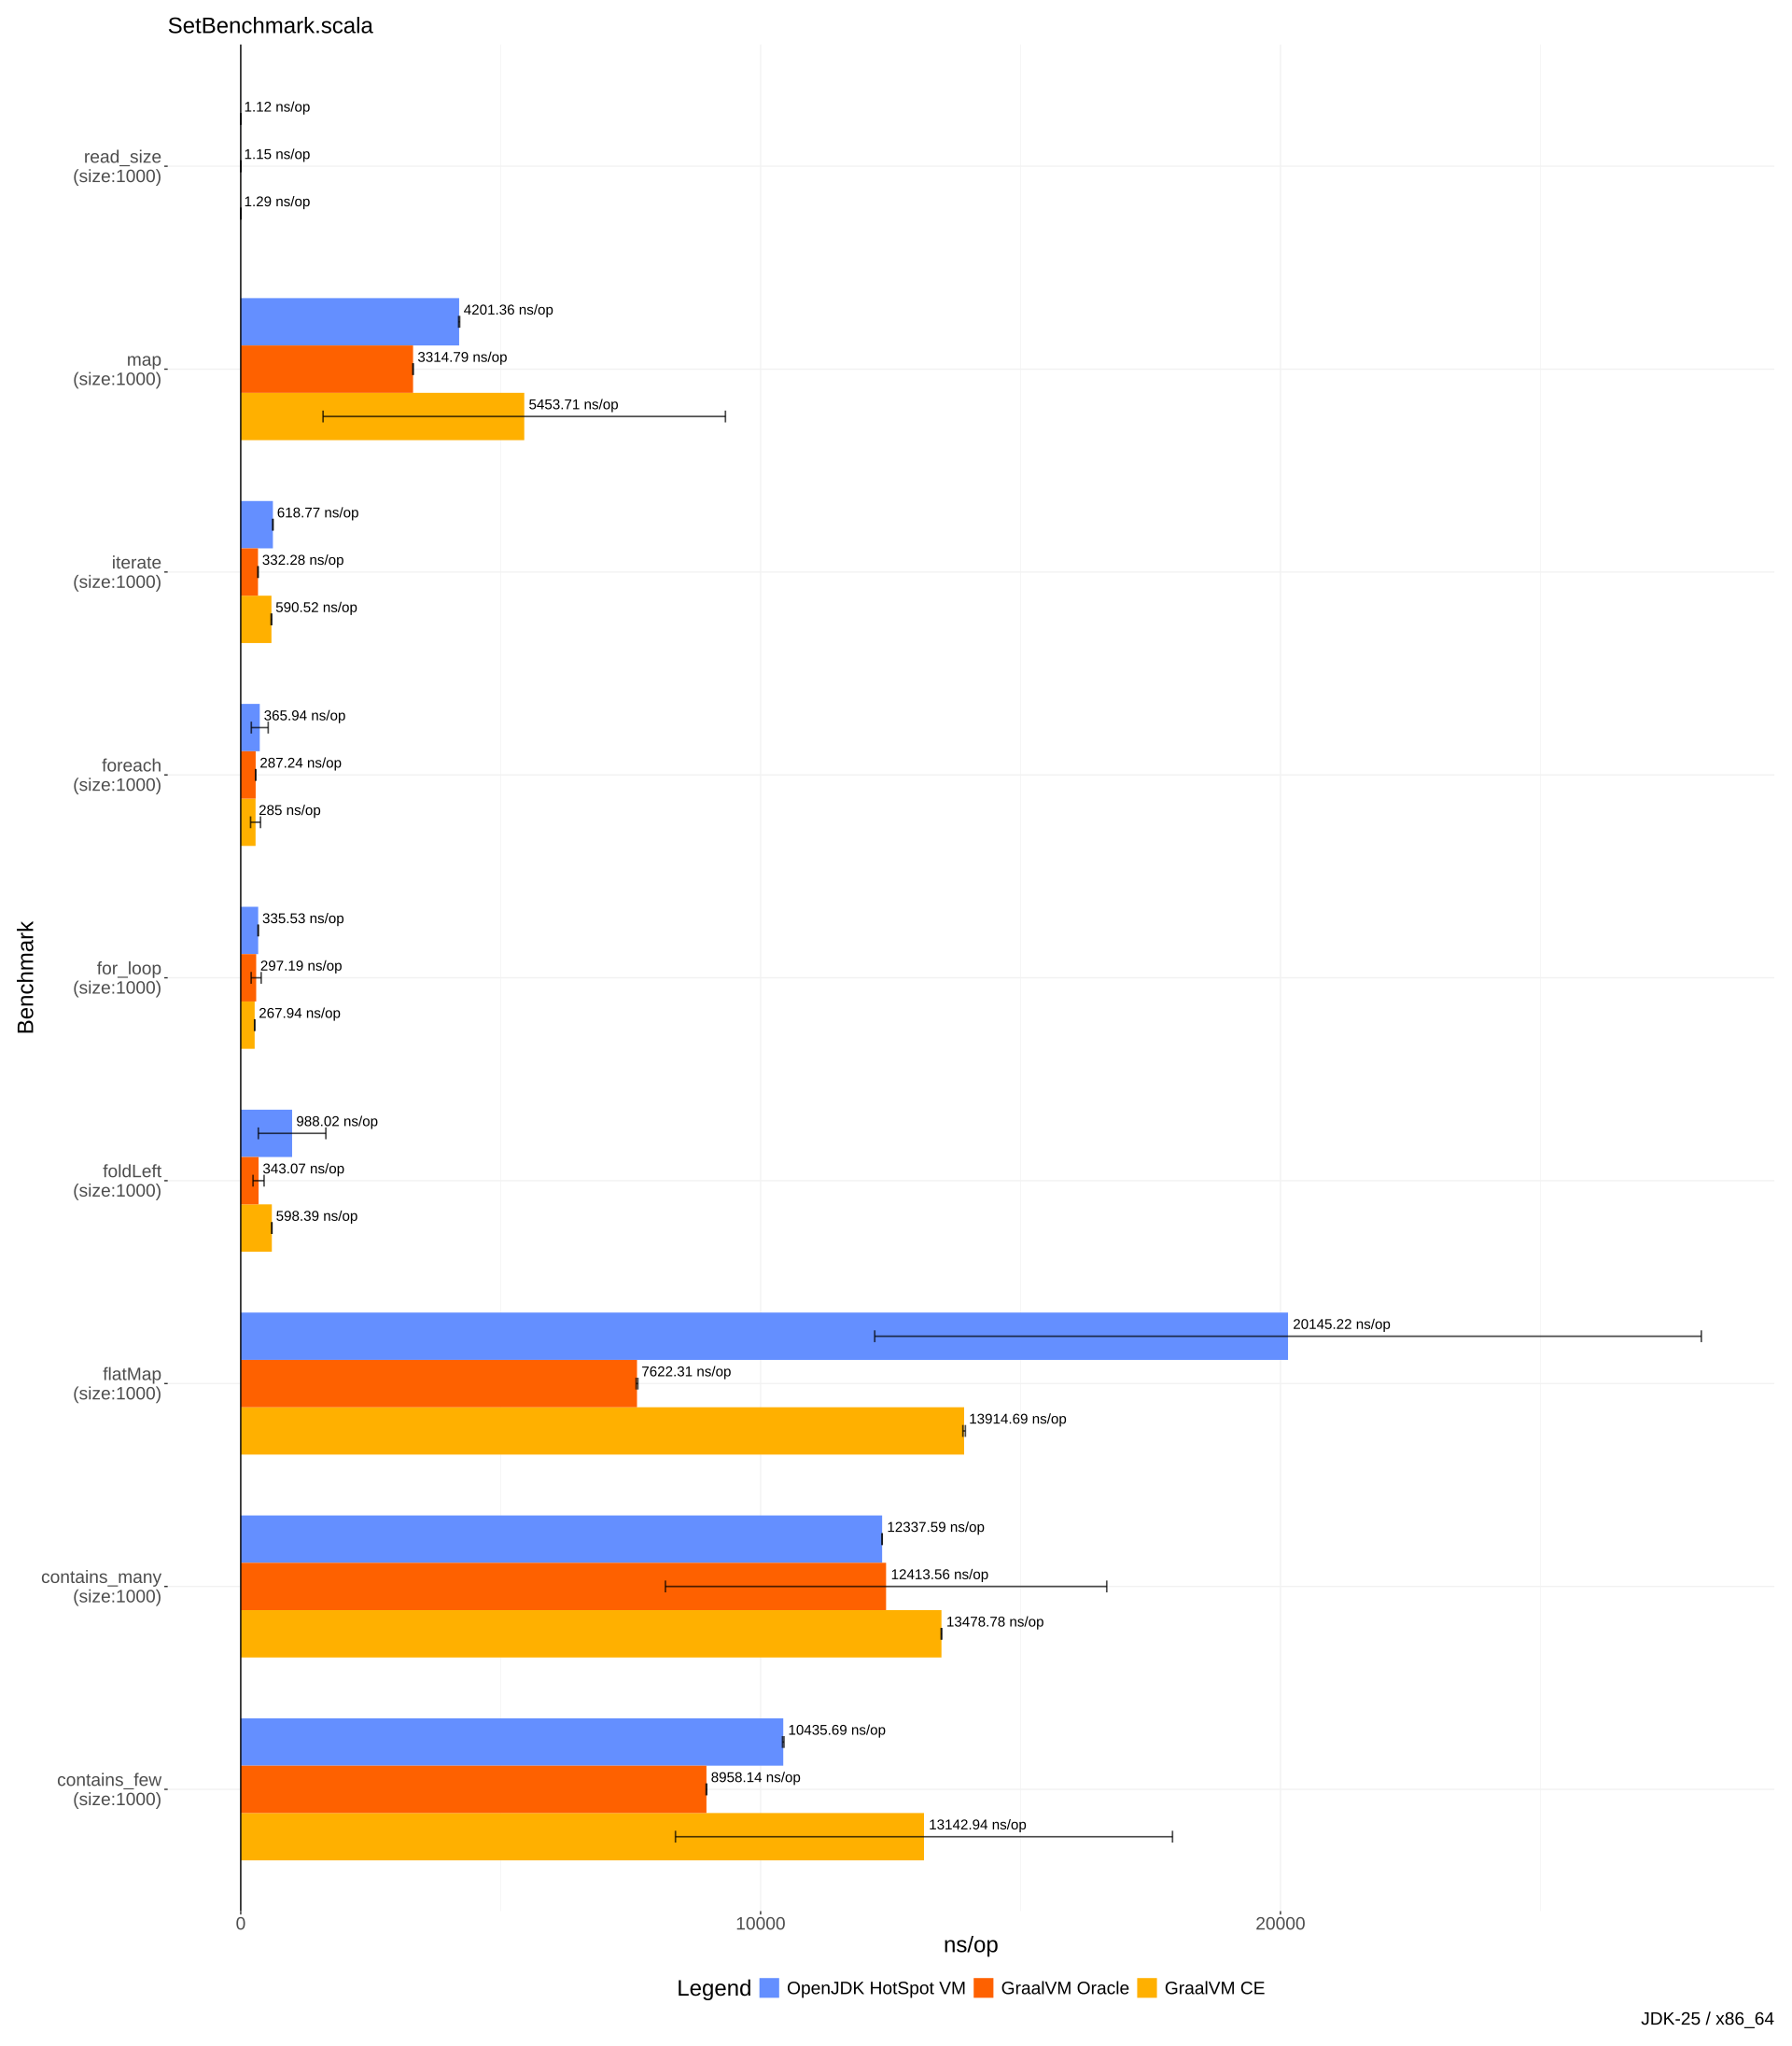 SetBenchmark.scala
1.12 ns/op
read_size
(size:1000)
1.15 ns/op
1.29 ns/op
4201.36 ns/op
map
(size:1000)
3314.79 ns/op
5453.71 ns/op
618.77 ns/op
iterate
(size:1000)
332.28 ns/op
590.52 ns/op
365.94 ns/op
foreach
(size:1000)
287.24 ns/op
285 ns/op
335.53 ns/op
for_loop
(size:1000)
297.19 ns/op
267.94 ns/op
Benchmark
988.02 ns/op
foldLeft
(size:1000)
343.07 ns/op
598.39 ns/op
20145.22 ns/op
flatMap
(size:1000)
7622.31 ns/op
13914.69 ns/op
12337.59 ns/op
contains_many
(size:1000)
12413.56 ns/op
13478.78 ns/op
10435.69 ns/op
contains_few
(size:1000)
8958.14 ns/op
13142.94 ns/op
0 10000 20000
ns/op
Legend OpenJDK HotSpot VM GraalVM Oracle GraalVM CE
JDK-25 / x86_64